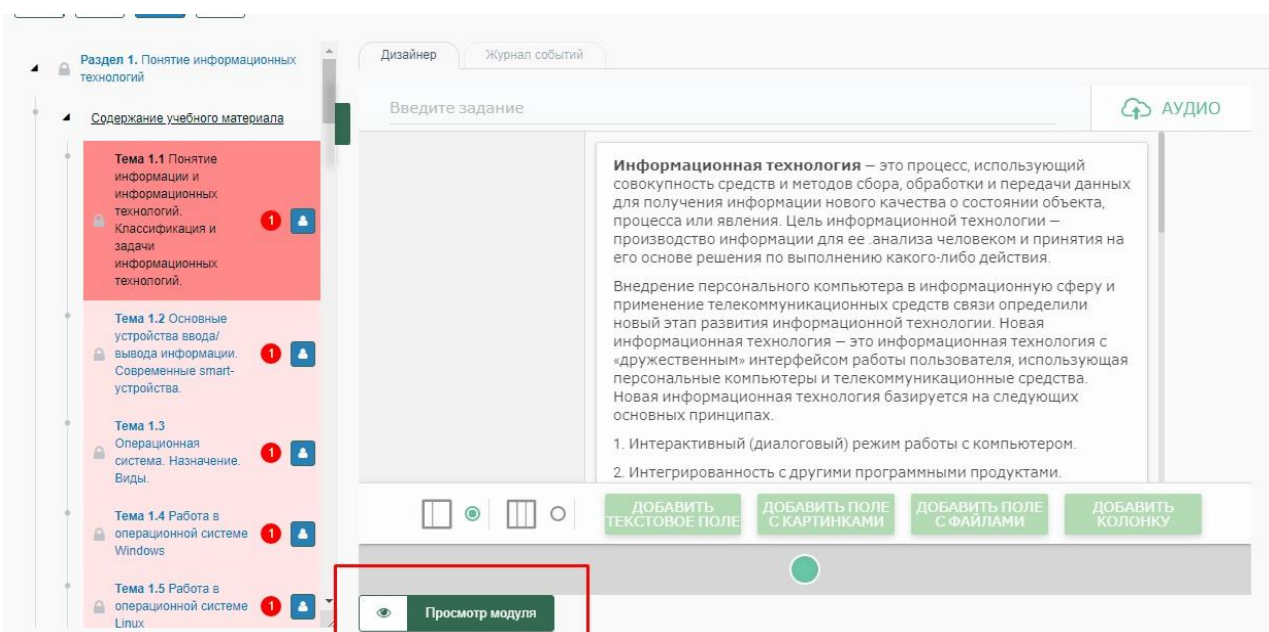 Раздел 1. Понятие информационных
технологий
Содержание учебного материала
Тема 1.1 Понятие
информации и
информационных
технологий.
Классификация и
задачи
информационных
технологий.
1
Тема 1.2 Основные
устройства ввода/
вывода информации.
Современные smart-
устройства.
1
Тема 1.3
Операционная
система. Назначение.
Виды.
1
Тема 1.4 Работа в
операционной системе
Windows
1
Тема 1.5 Работа в
операционной системе
Linux
1
Дизайнер
Журнал событий
Введите задание
АУДИО
Информационная технология – это процесс, использующий
совокупность средств и методов сбора, обработки и передачи данных
для получения информации нового качества о состоянии объекта,
процесса или явления. Цель информационной технологии –
производство информации для ее .анализа человеком и принятия на
его основе решения по выполнению какого-либо действия.
Внедрение персонального компьютера в информационную сферу и
применение телекоммуникационных средств связи определили
новый этап развития информационной технологии. Новая
информационная технология – это информационная технология с
«дружественным» интерфейсом работы пользователя, использующая
персональные компьютеры и телекоммуникационные средства.
Новая информационная технология базируется на следующих
основных принципах.
1. Интерактивный (диалоговый) режим работы с компьютером.
2. Интегрированность с другими программными продуктами.
ДОБАВИТЬ
ТЕКСТОВОЕ ПОЛЕ
ДОБАВИТЬ ПОЛЕ
С КАРТИНКАМИ
ДОБАВИТЬ ПОЛЕ
С ФАЙЛАМИ
ДОБАВИТЬ
КОЛОНКУ
Просмотр модуля